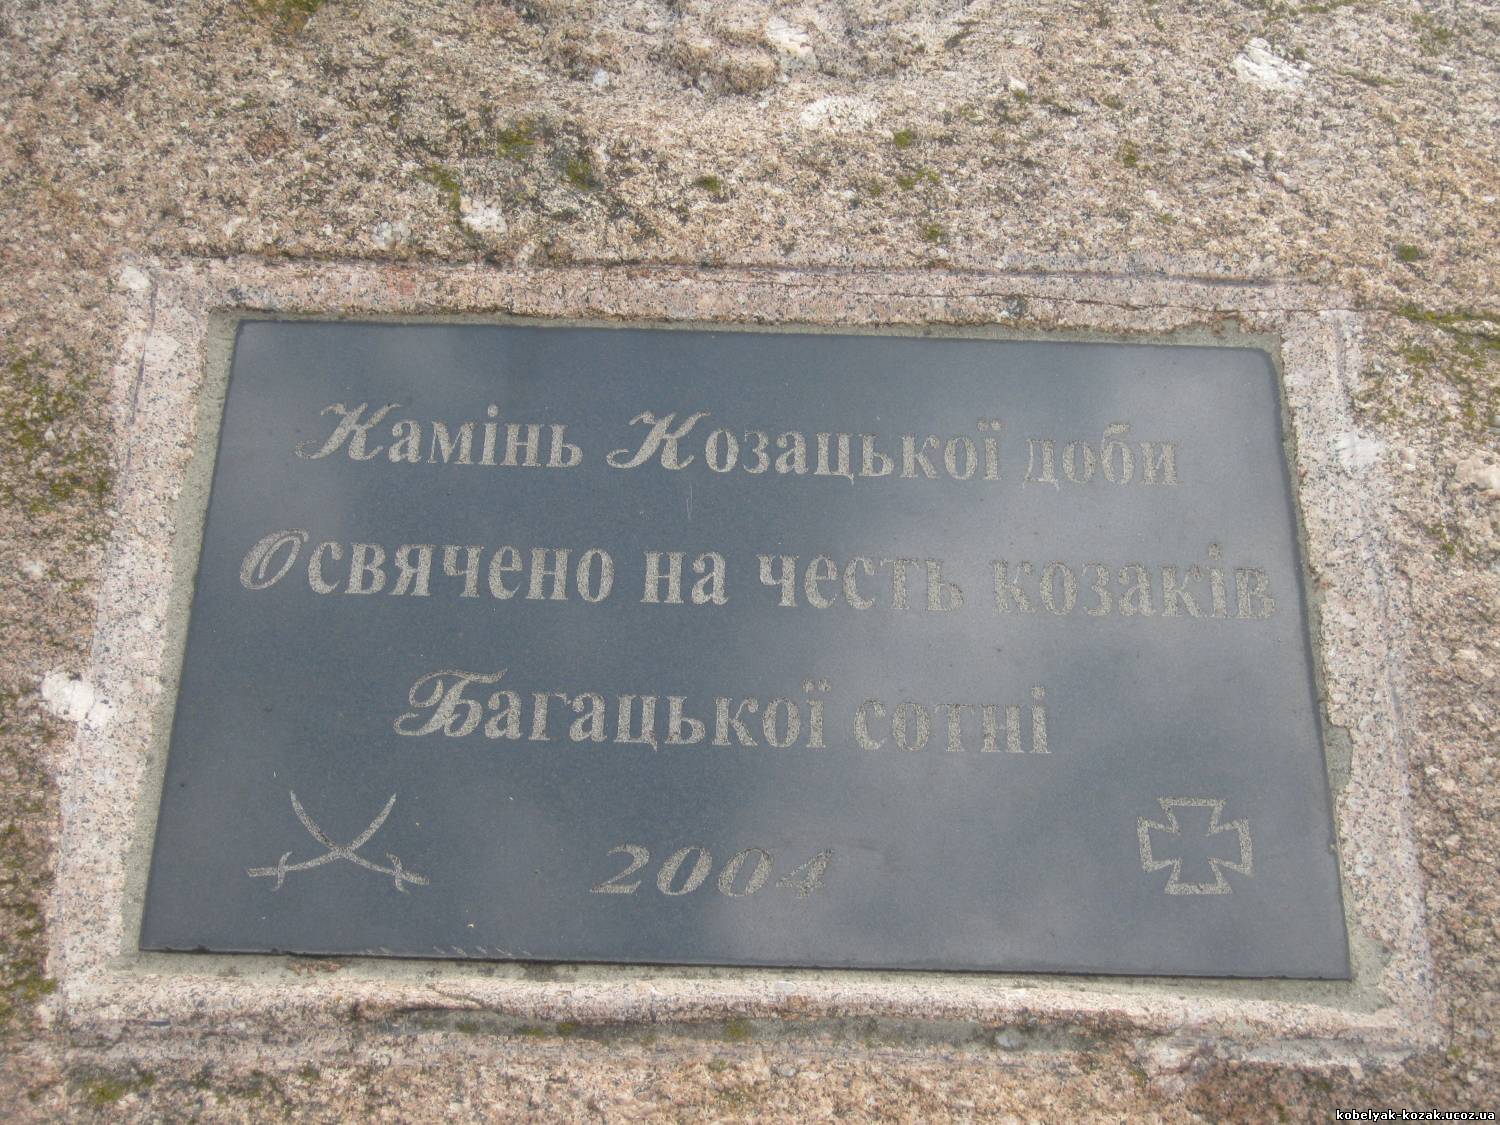 Камінь Козацької доби
Освячено на честь козаків
Багацької сотні
2004
kobelyak-kozak.ucoz.ua